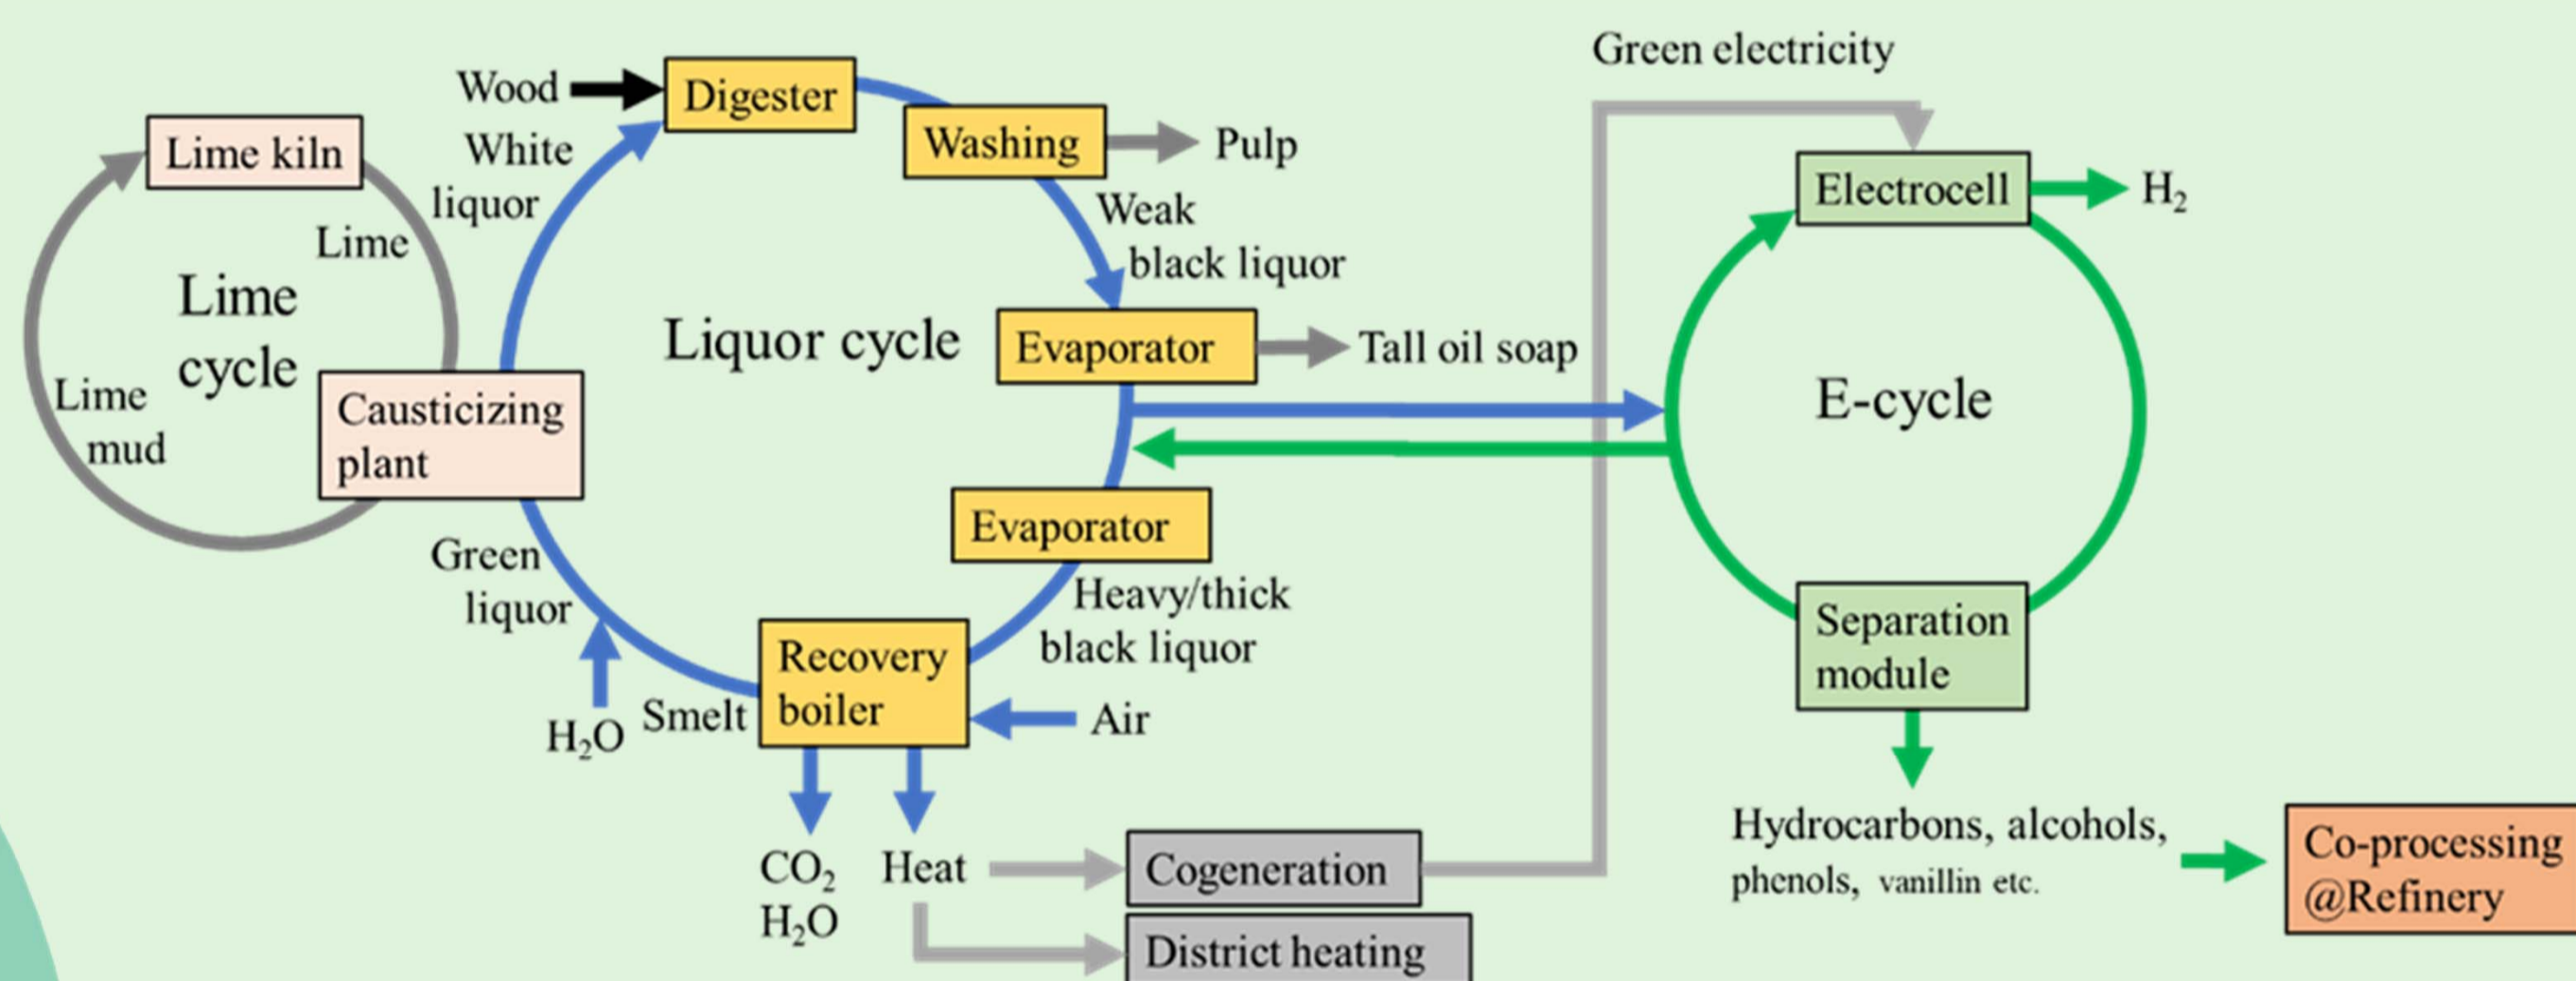 Green electricity
Wood
Digester
Lime kiln
White
liquor
Washing
Pulp
Electrocell
H₂
Lime
Weak
black liquor
Lime
cycle
Liquor cycle
Evaporator
Tall oil soap
E-cycle
Lime
mud
Causticizing
plant
Evaporator
Green
liquor
Heavy/thick
black liquor
Separation
module
Recovery
boiler
H₂O
Smelt
Air
CO₂
H₂O
Heat
Cogeneration
District heating
Hydrocarbons, alcohols,
phenols, vanillin etc.
Co-processing
@Refinery